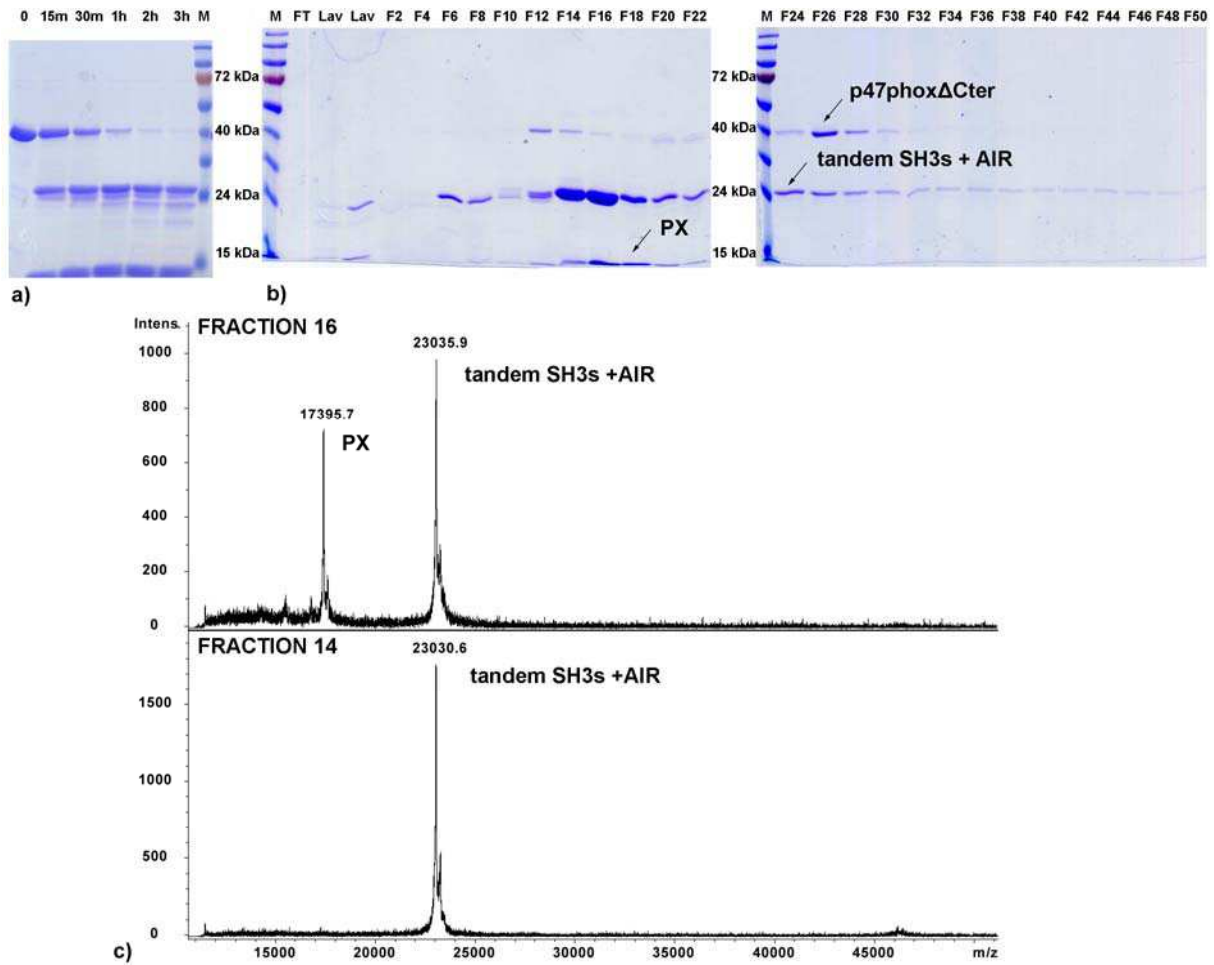 0 15m 30m 1h 2h 3h M
M FT Lav Lav F2 F4 F6 F8 F10 F12 F14 F16 F18 F20 F22
M F24 F26 F28 F30 F32 F34 F36 F38 F40 F42 F44 F46 F48 F50
72 kDa
40 kDa
24 kDa
15 kDa
72 kDa
40 kDa
24 kDa
15 kDa
p47phoxΔCter
tandem SH3s + AIR
PX
a)
b)
Intens.
FRACTION 16
1000
800
600
400
200
0
23035.9
tandem SH3s +AIR
17395.7
PX
FRACTION 14
1500
1000
500
0
23030.6
tandem SH3s +AIR
15000 20000 25000 30000 35000 40000 45000 m/z
c)